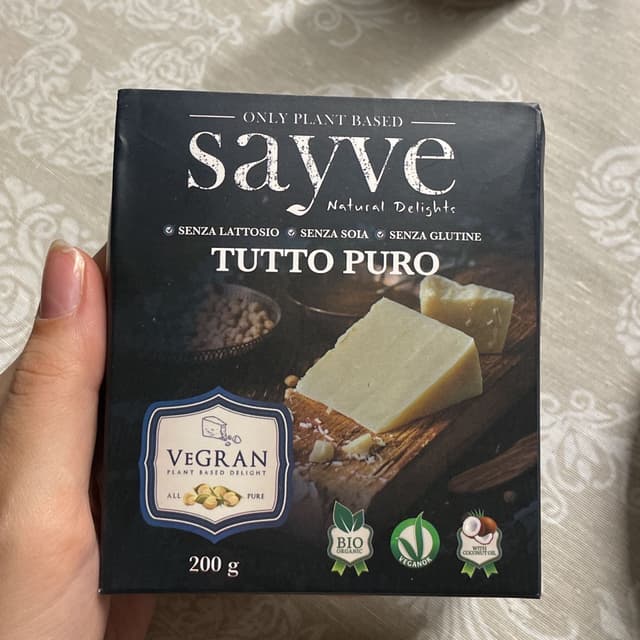 ONLY PLANT BASED
sayve
Natural Delights
SENZA LATTOSIO SENZA SOIA SENZA GLUTINE
TUTTO PURO
VEGRAN
PLANT BASED DELIGHT
ALL PURE
BIO
ORGANIC
VEGANOK
WITH
COCONUT OIL
200 g